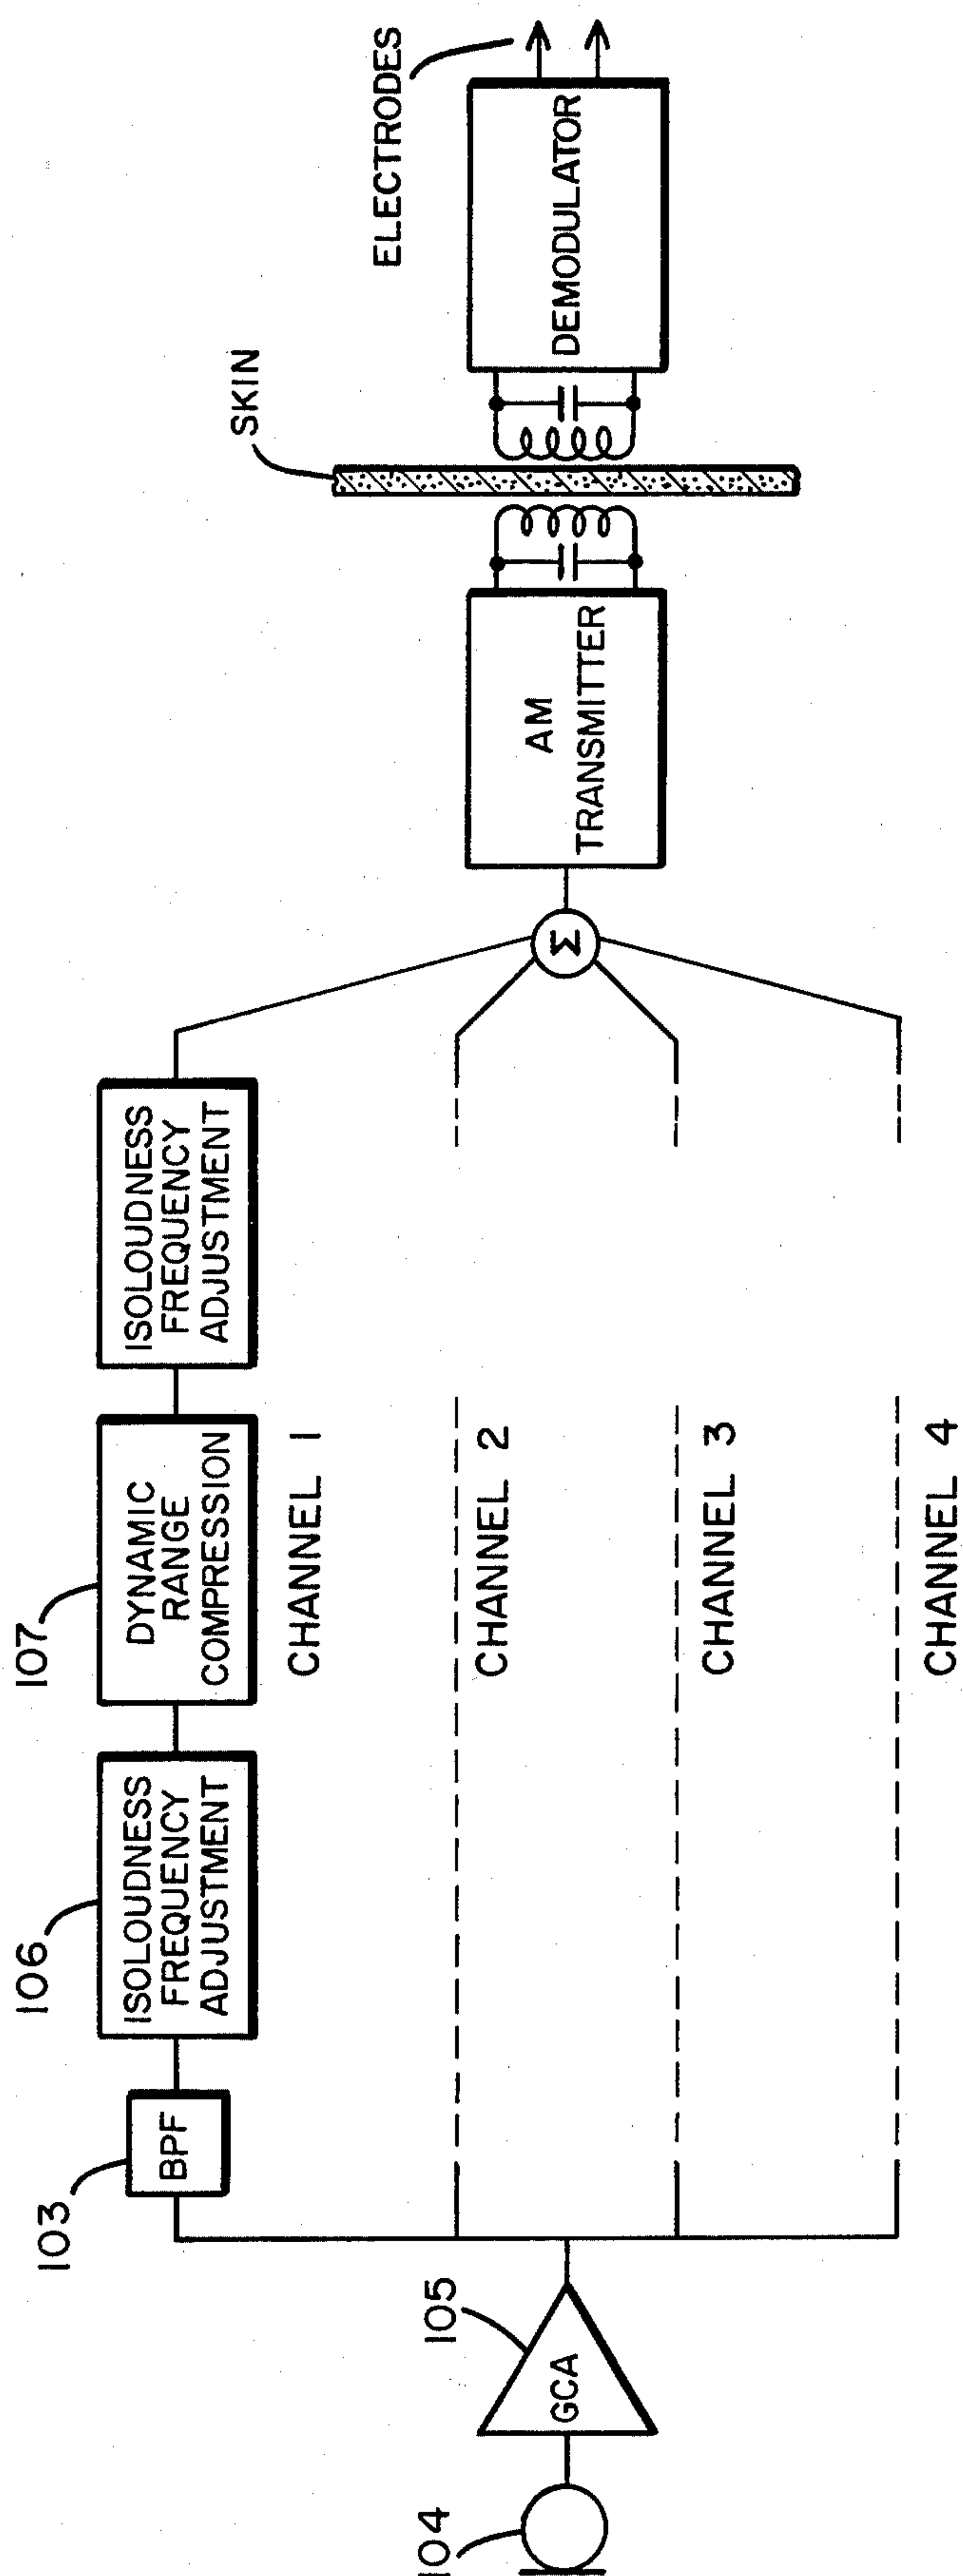 104
105
GCA
103
BPF
106
ISOLOUDNESS
FREQUENCY
ADJUSTMENT
107
DYNAMIC
RANGE
COMPRESSION
ISOLOUDNESS
FREQUENCY
ADJUSTMENT
CHANNEL 1
CHANNEL 2
CHANNEL 3
CHANNEL 4
Σ
AM
TRANSMITTER
SKIN
DEMODULATOR
ELECTRODES